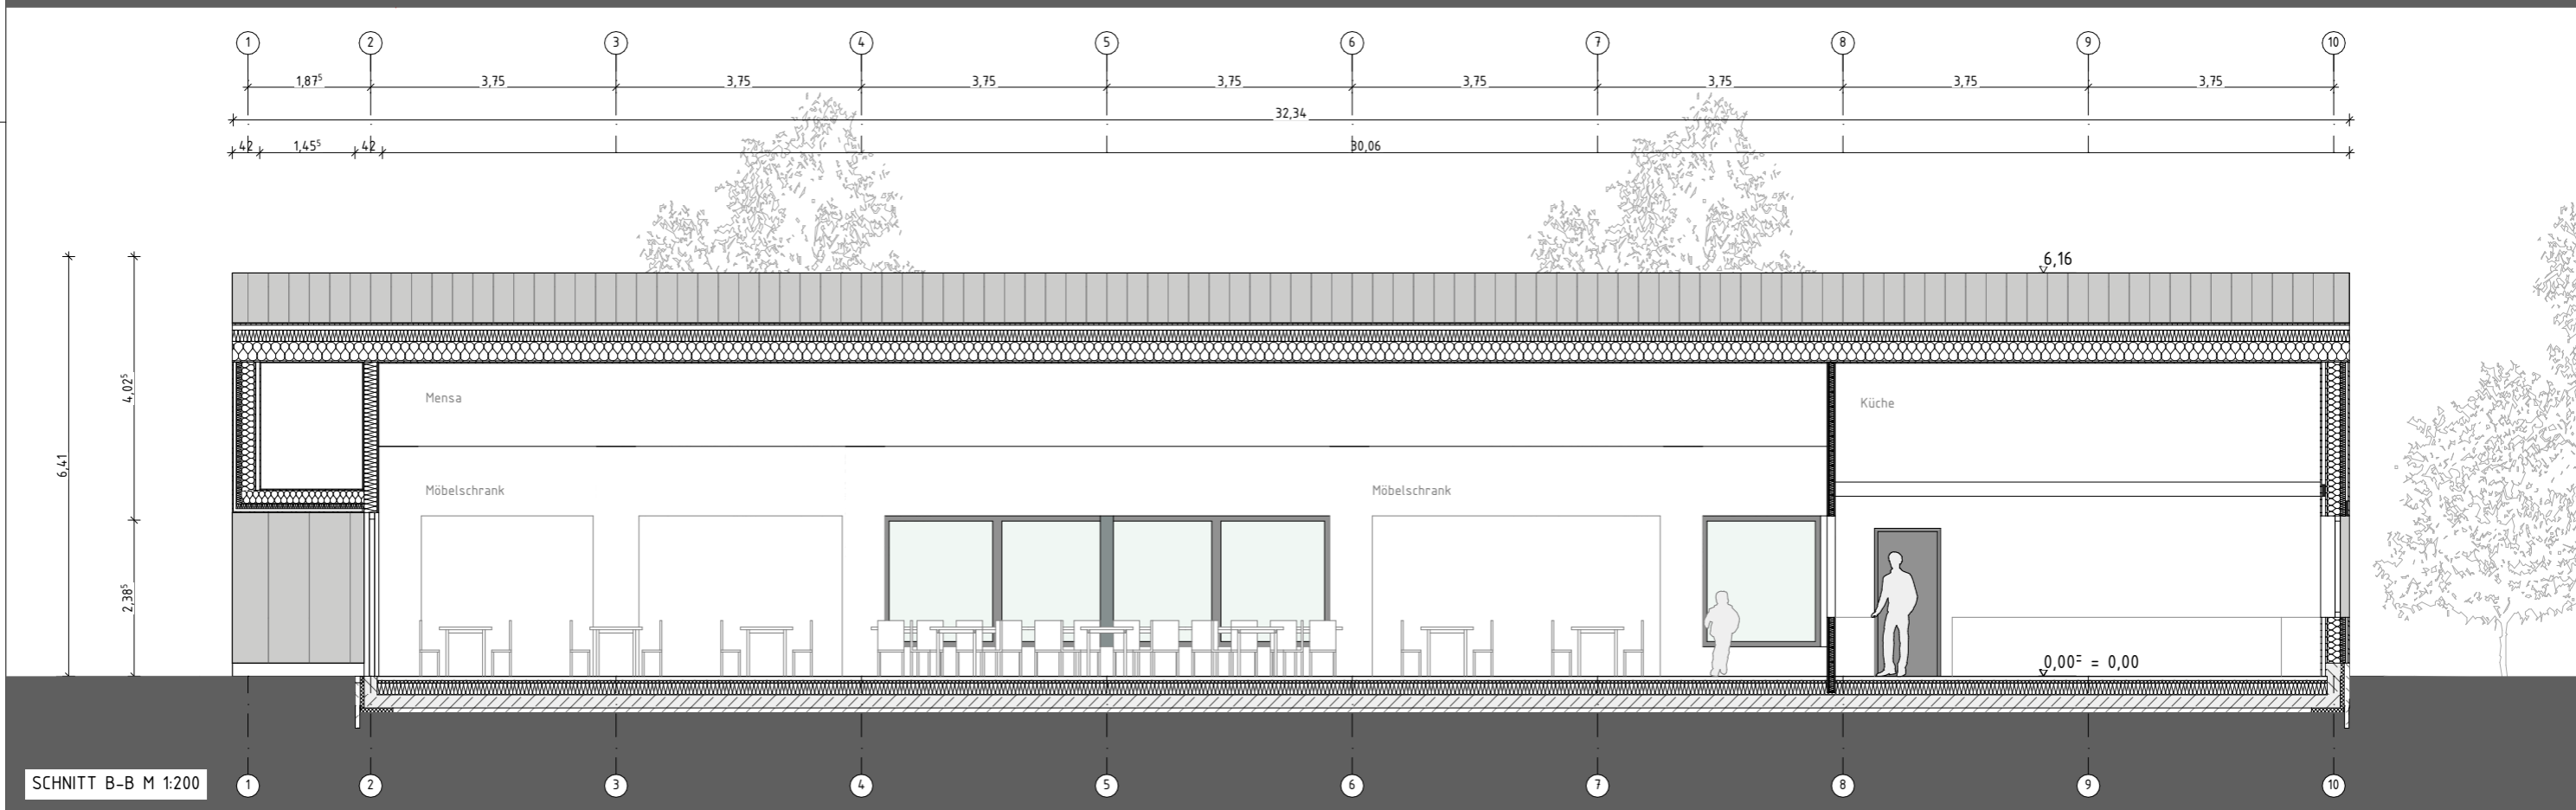 1 2 3 4 5 6 7 8 9 10
1,87⁵ 3,75 3,75 3,75 3,75 3,75 3,75 3,75 3,75
32,34
42 1,45⁵ 42 30,06
6,16
4,02⁵
Mensa
Küche
6,41
Möbelschrank Möbelschrank
2,38⁵
0,00⁼ = 0,00
SCHNITT B-B M 1:200
1 2 3 4 5 6 7 8 9 10